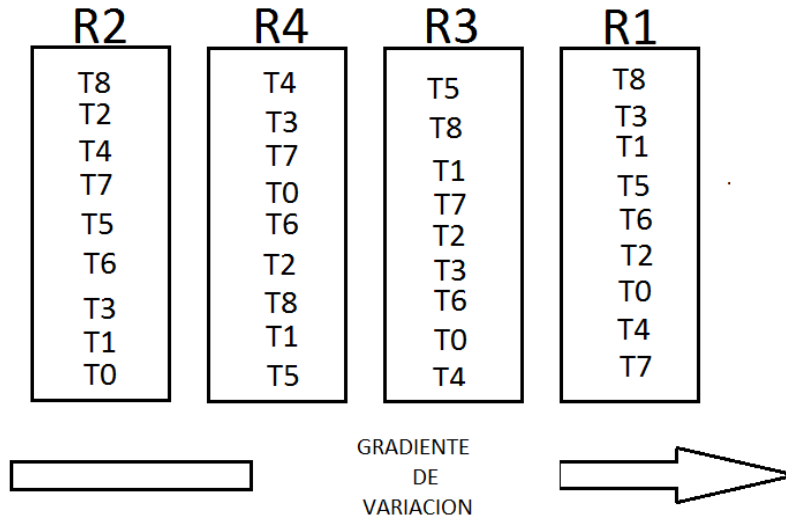 R2 R4 R3 R1
T8 T4 T5 T8
T2 T3 T8 T3
T4 T7 T1 T1
T7 T0 T7 T5
T5 T6 T2 T6
T6 T2 T3 T2
T3 T8 T6 T0
T1 T1 T0 T4
T0 T5 T4 T7
GRADIENTE
DE
VARIACION